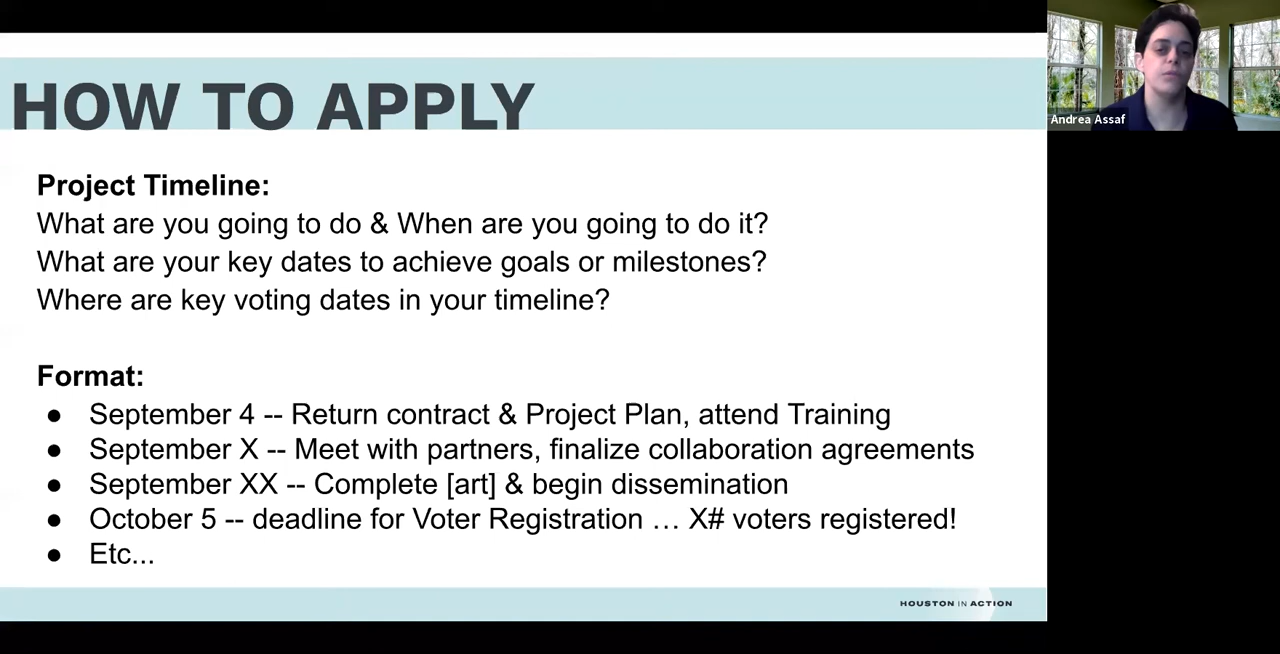 HOW TO APPLY
Andrea Assaf
Project Timeline:
What are you going to do & When are you going to do it?
What are your key dates to achieve goals or milestones?
Where are key voting dates in your timeline?
Format:
● September 4 -- Return contract & Project Plan, attend Training
● September X -- Meet with partners, finalize collaboration agreements
● September XX -- Complete [art] & begin dissemination
● October 5 -- deadline for Voter Registration … X# voters registered!
● Etc...
HOUSTON IN ACTION